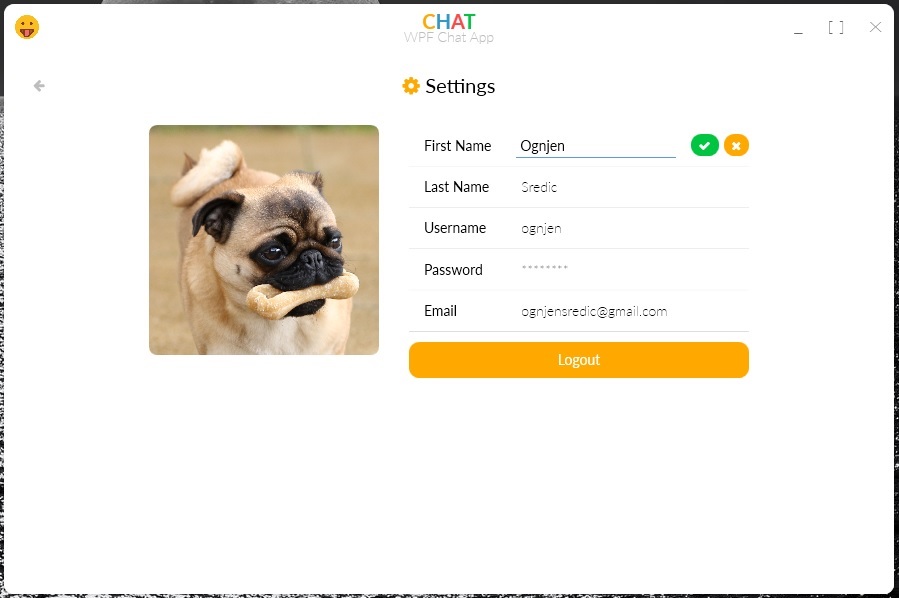 CHAT
WPF Chat App
Settings
First Name Ognjen
Last Name Sredic
Username ognjen
Password ********
Email ognjensredic@gmail.com
Logout